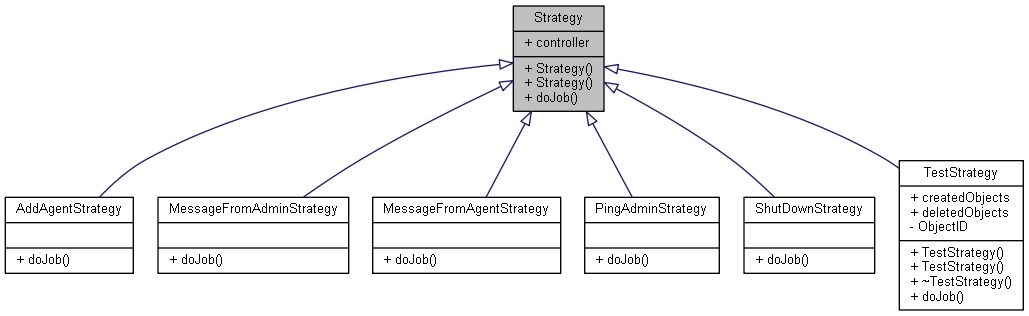 Strategy
+ controller
+ Strategy()
+ Strategy()
+ doJob()
AddAgentStrategy
+ doJob()
MessageFromAdminStrategy
+ doJob()
MessageFromAgentStrategy
+ doJob()
PingAdminStrategy
+ doJob()
ShutDownStrategy
+ doJob()
TestStrategy
+ createdObjects
+ deletedObjects
- ObjectID
+ TestStrategy()
+ TestStrategy()
+ ~TestStrategy()
+ doJob()